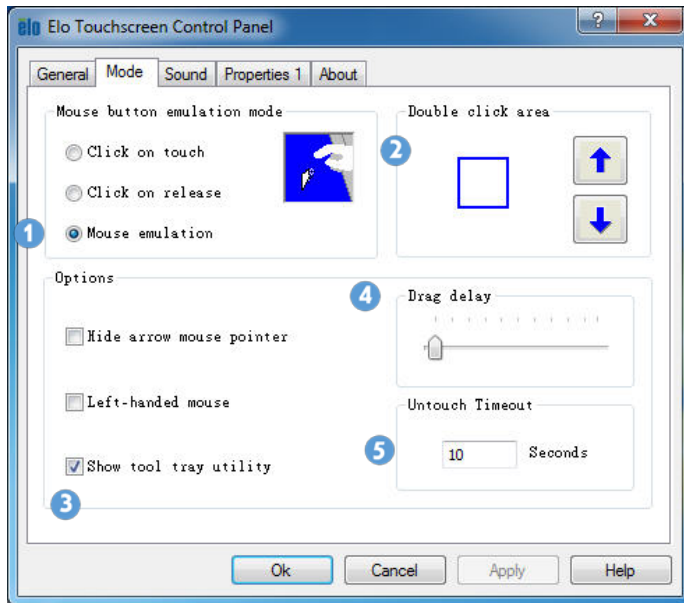 elo Elo Touchscreen Control Panel ? X
General Mode Sound Properties 1 About
Mouse button emulation mode
Click on touch
Click on release
1 Mouse emulation
Double click area
2
Options
Hide arrow mouse pointer
Left-handed mouse
Show tool tray utility
3
4 Drag delay
Untouch Timeout
5 10 Seconds
Ok Cancel Apply Help